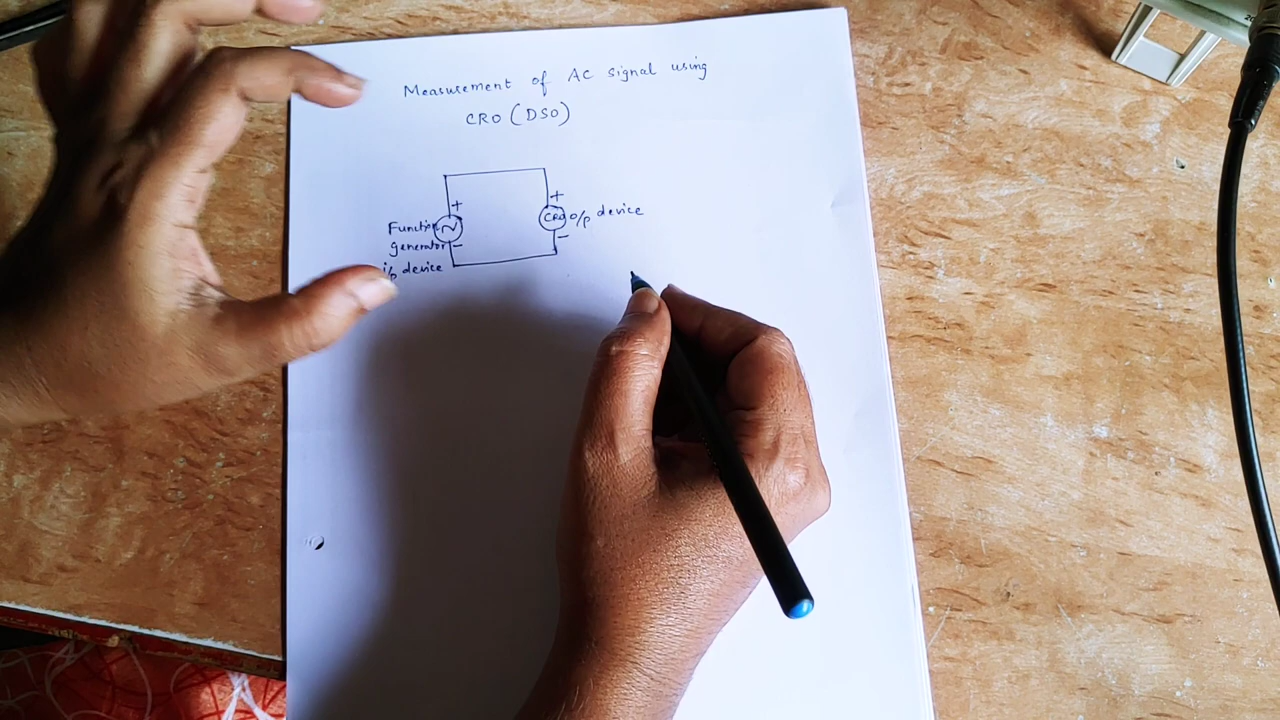 Measurement of AC signal using
CRO (DSO)
+
+
Function
CRO o/p device
generator
-
-
i/p device